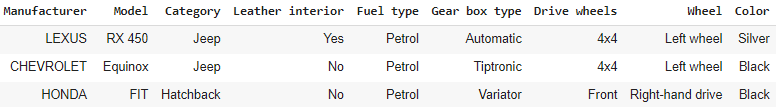 Manufacturer Model Category Leather interior Fuel type Gear box type Drive wheels Wheel Color
LEXUS RX 450 Jeep Yes Petrol Automatic 4x4 Left wheel Silver
CHEVROLET Equinox Jeep No Petrol Tiptronic 4x4 Left wheel Black
HONDA FIT Hatchback No Petrol Variator Front Right-hand drive Black